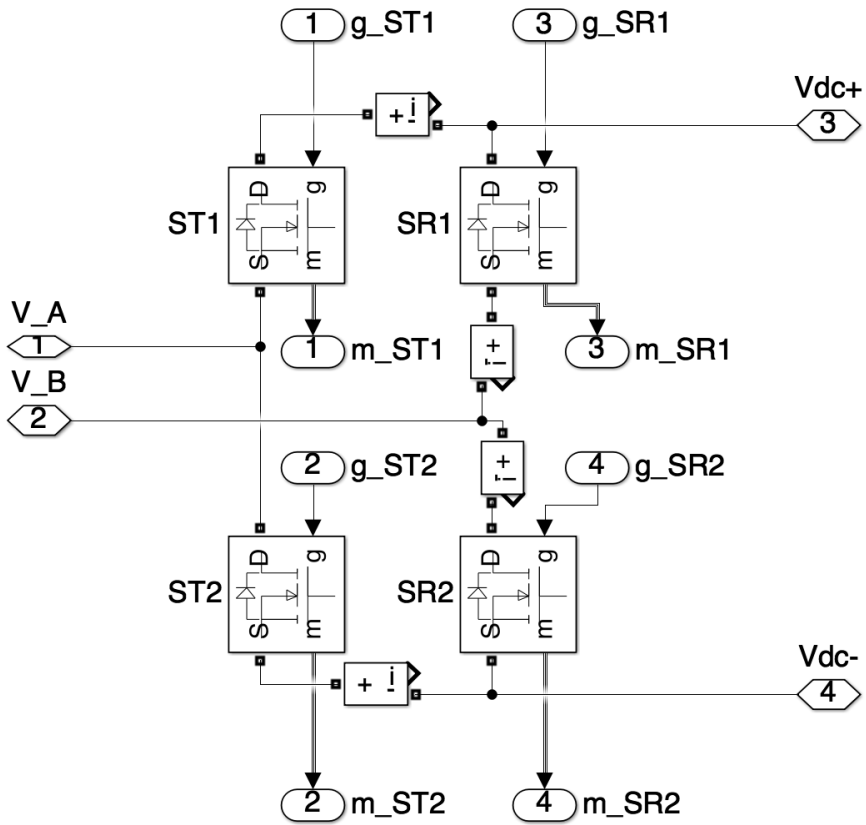 1 g_ST1
3 g_SR1
Vdc+
3
+ i -
ST1
D g
S m
SR1
D g
S m
V_A
1
1 m_ST1
+ i -
3 m_SR1
V_B
2
2 g_ST2
+ i -
4 g_SR2
ST2
D g
S m
SR2
D g
S m
Vdc-
4
+ i -
2 m_ST2
4 m_SR2